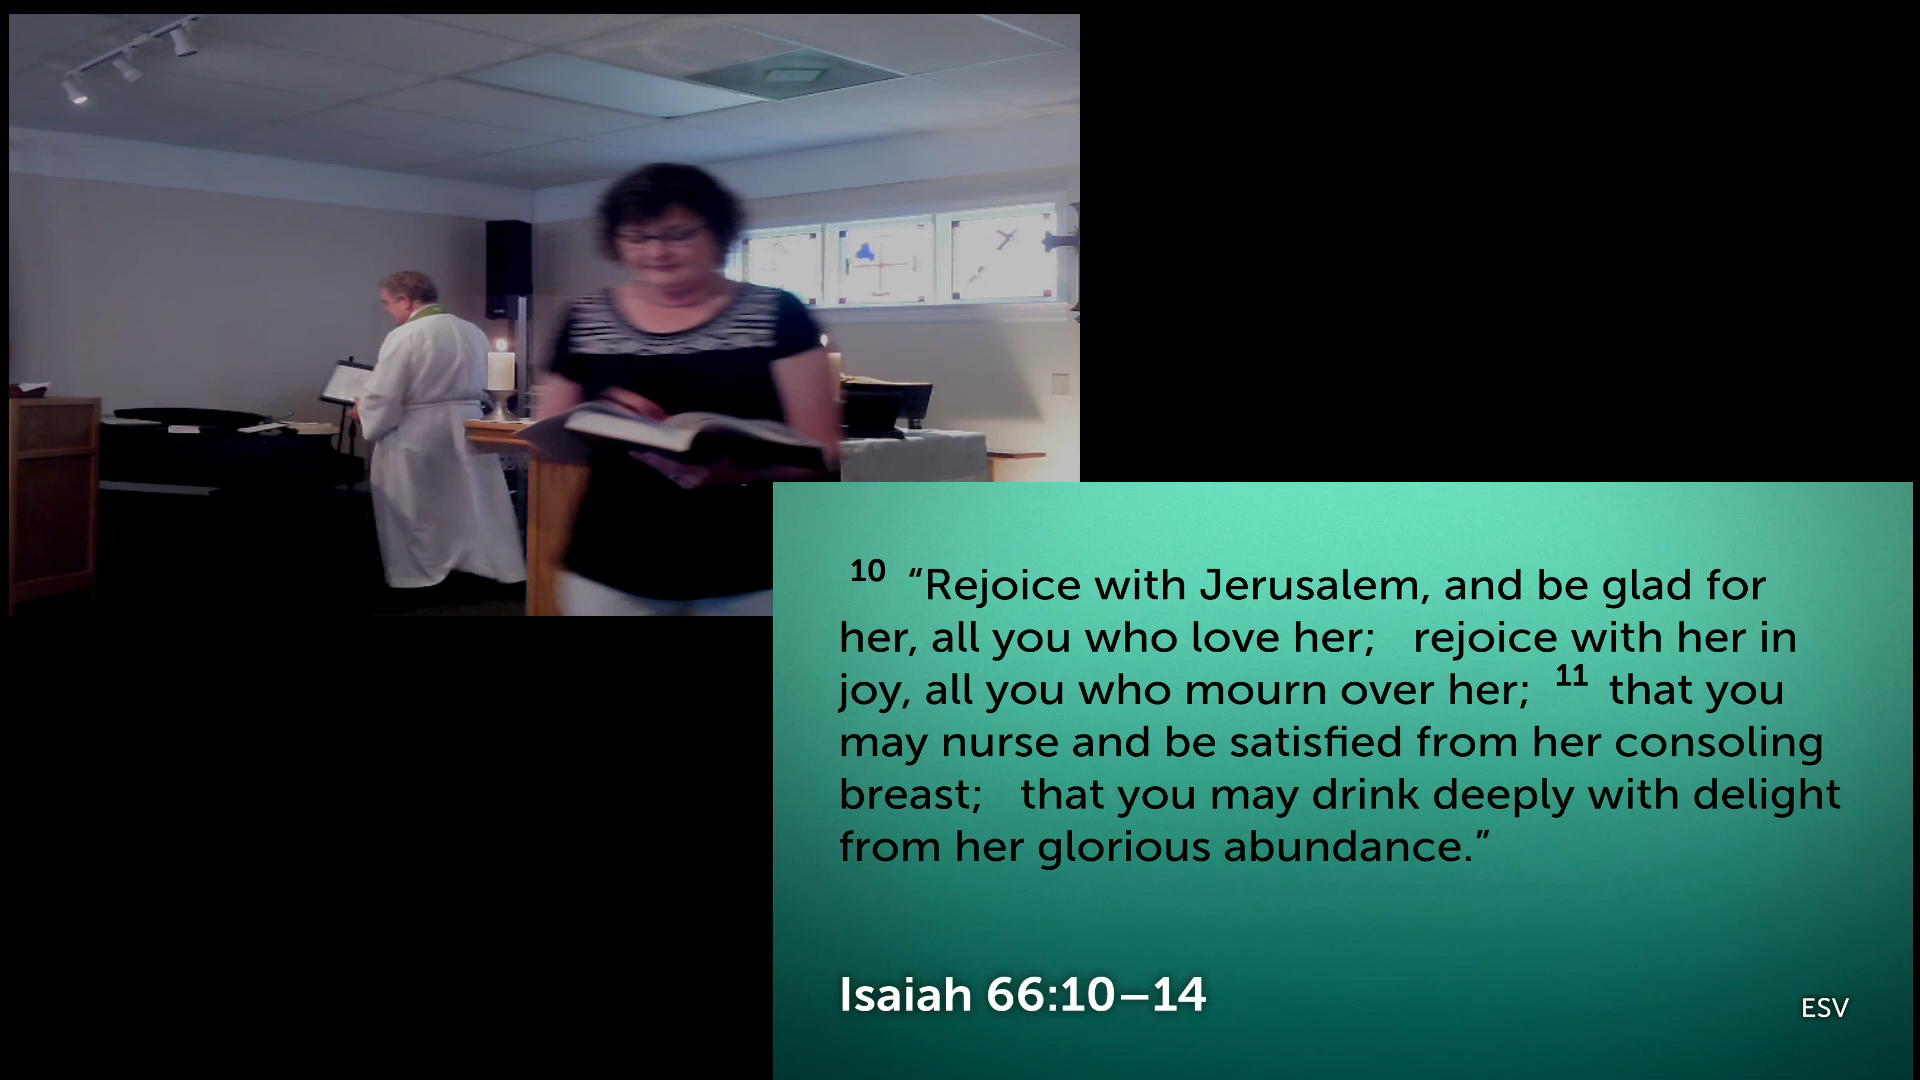 10 “Rejoice with Jerusalem, and be glad for
her, all you who love her; rejoice with her in
joy, all you who mourn over her; 11 that you
may nurse and be satisfied from her consoling
breast; that you may drink deeply with delight
from her glorious abundance.”
Isaiah 66:10–14
ESV